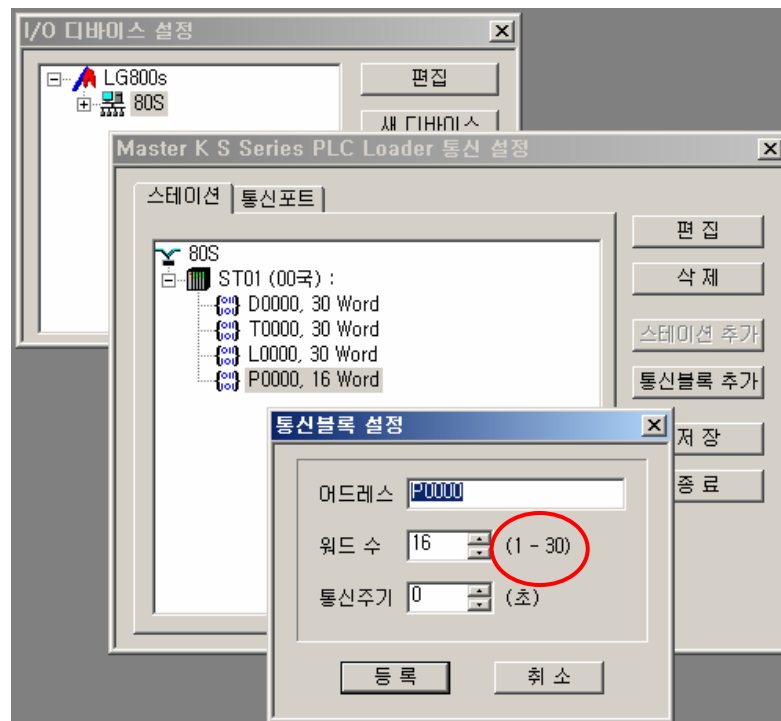 I/O 디바이스 설정
LG800s
80S
편집
새 디바이스
Master K S Series PLC Loader 통신 설정
스테이션
통신포트
80S
ST01 (00국) :
D0000, 30 Word
T0000, 30 Word
L0000, 30 Word
P0000, 16 Word
편 집
삭 제
스테이션 추가
통신블록 추가
저 장
종 료
통신블록 설정
어드레스 P0000
워드 수 16 (1 - 30)
통신주기 0 (초)
등 록
취 소